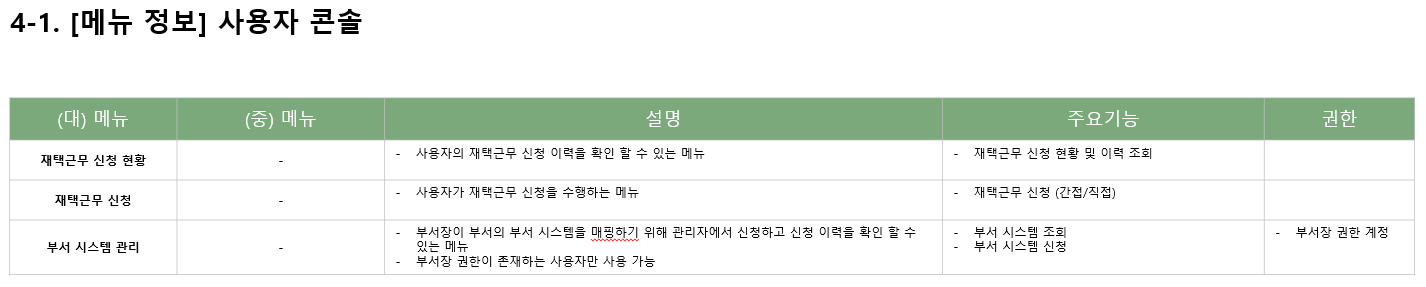 4-1. [메뉴 정보] 사용자 콘솔
(대) 메뉴 (중) 메뉴 설명 주요기능 권한
재택근무 신청 현황 - - 사용자의 재택근무 신청 이력을 확인 할 수 있는 메뉴 - 재택근무 신청 현황 및 이력 조회
재택근무 신청 - - 사용자가 재택근무 신청을 수행하는 메뉴 - 재택근무 신청 (간접/직접)
부서 시스템 관리 -
- 부서장이 부서의 부서 시스템을 매핑하기 위해 관리자에서 신청하고 신청 이력을 확인 할 수
있는 메뉴
- 부서장 권한이 존재하는 사용자만 사용 가능
- 부서 시스템 조회
- 부서 시스템 신청
- 부서장 권한 계정